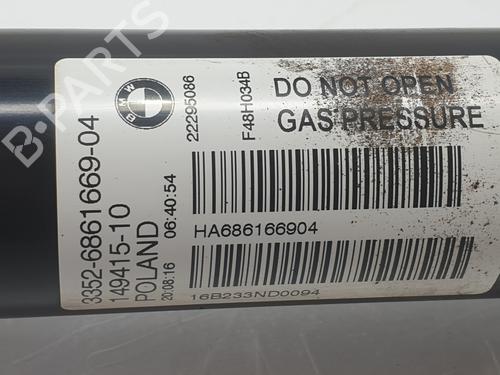 BMW
3352-6861669-04
149415-10
POLAND
20:08:16 06:40:54
22295086
F48H034B
DO NOT OPEN
GAS PRESSURE
HA686166904
16B233ND0094
B-Parts